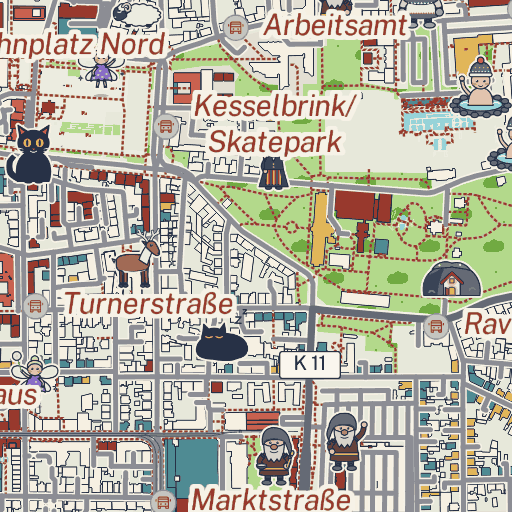 Arbeitsamt
hnplatz Nord
Kesselbrink/
Skatepark
Turnerstraße
Rav
K 11
aus
Marktstraße